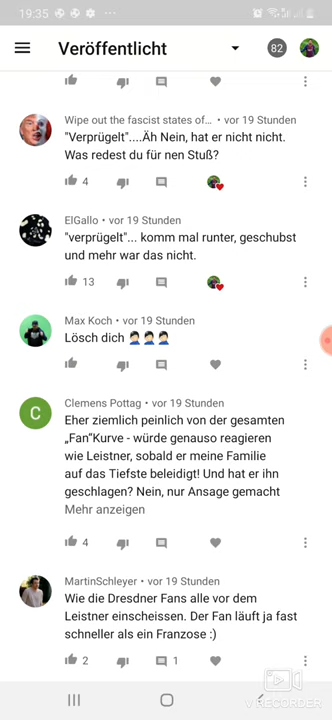 19:35
Veröffentlicht
82
Wipe out the fascist states of... • vor 19 Stunden
"Verprügelt"....Äh Nein, hat er nicht nicht.
Was redest du für nen Stuß?
4
ElGallo • vor 19 Stunden
"verprügelt"... komm mal runter, geschubst
und mehr war das nicht.
13
Max Koch • vor 19 Stunden
Lösch dich 🤦🏻‍♂️🤦🏻‍♂️🤦🏻‍♂️
C
Clemens Pottag • vor 19 Stunden
Eher ziemlich peinlich von der gesamten
„Fan“Kurve - würde genauso reagieren
wie Leistner, sobald er meine Familie
auf das Tiefste beleidigt! Und hat er ihn
geschlagen? Nein, nur Ansage gemacht
Mehr anzeigen
4
MartinSchleyer • vor 19 Stunden
Wie die Dresdner Fans alle vor dem
Leistner einscheissen. Der Fan läuft ja fast
schneller als ein Franzose :)
2
1
V RECORDER